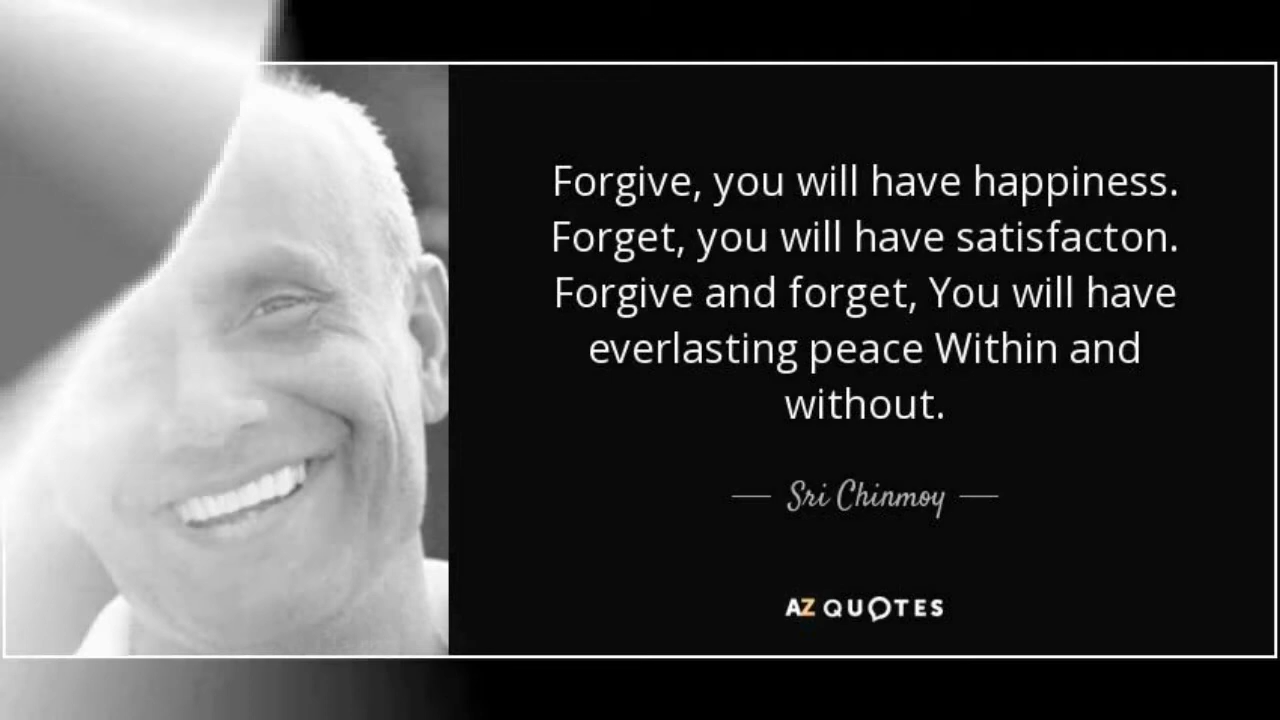 Forgive, you will have happiness.
Forget, you will have satisfacton.
Forgive and forget, You will have
everlasting peace Within and
without.
Sri Chinmoy
AZ QUOTES